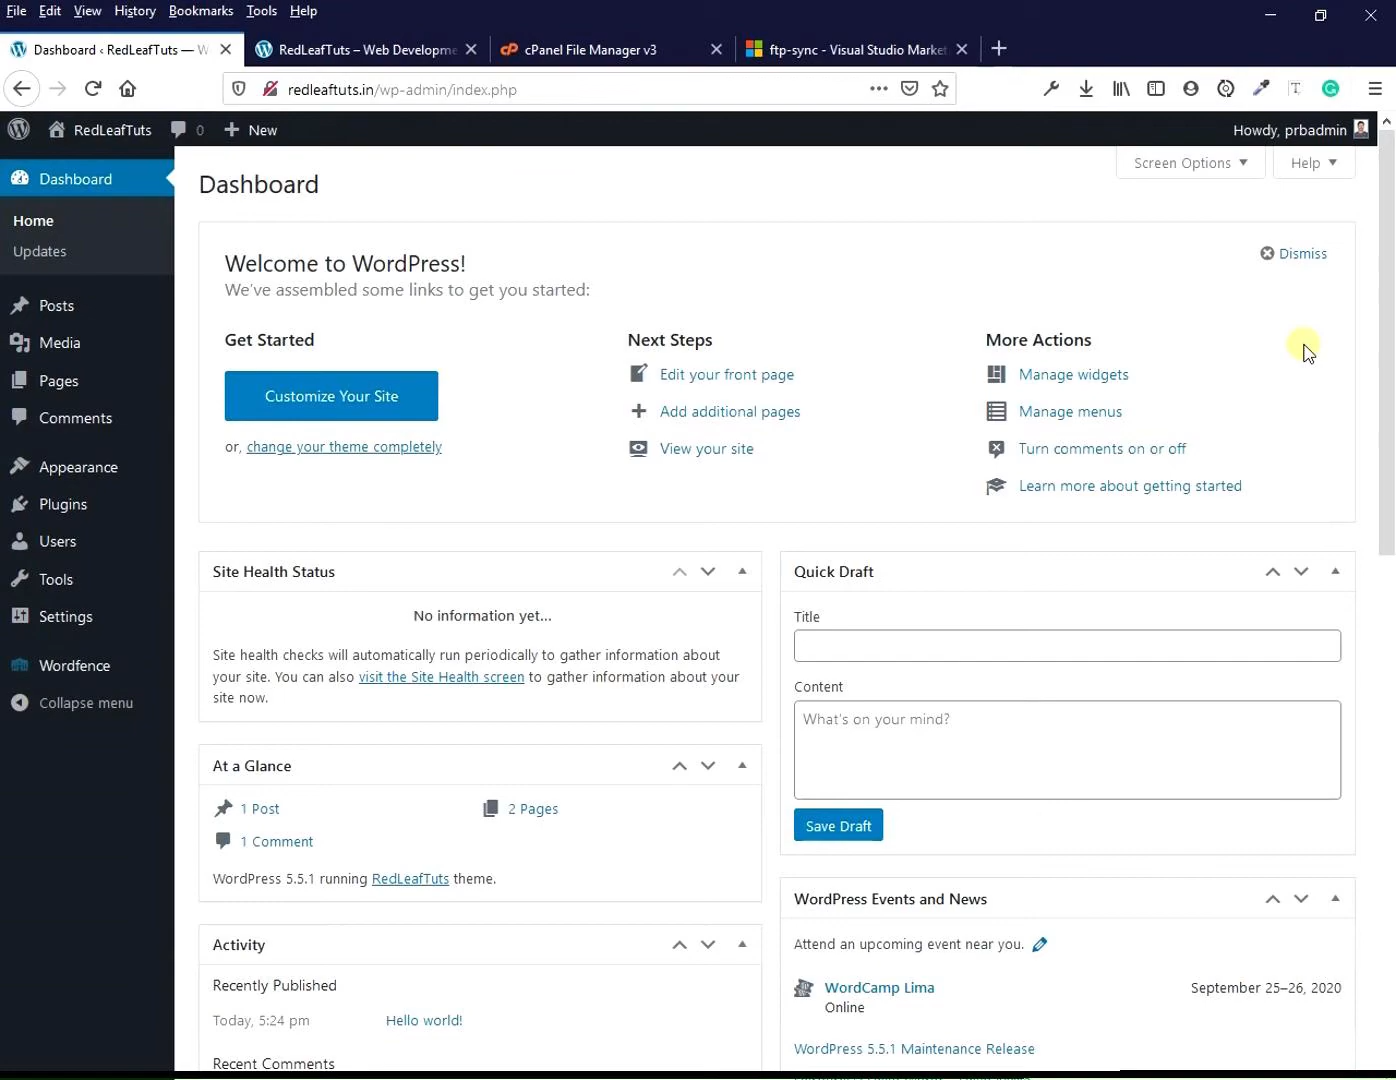 File Edit View History Bookmarks Tools Help
Dashboard ‹ RedLeafTuts — W
RedLeafTuts – Web Developme
cPanel File Manager v3
ftp-sync - Visual Studio Market
redleaftuts.in/wp-admin/index.php
RedLeafTuts 0 New
Howdy, prbadmin
Dashboard
Home
Updates
Posts
Media
Pages
Comments
Appearance
Plugins
Users
Tools
Settings
Wordfence
Collapse menu
Screen Options
Help
Dashboard
Welcome to WordPress!
Dismiss
We've assembled some links to get you started:
Get Started
Customize Your Site
or, change your theme completely
Next Steps
Edit your front page
Add additional pages
View your site
More Actions
Manage widgets
Manage menus
Turn comments on or off
Learn more about getting started
Site Health Status
No information yet...
Site health checks will automatically run periodically to gather information about
your site. You can also visit the Site Health screen to gather information about your
site now.
At a Glance
1 Post
2 Pages
1 Comment
WordPress 5.5.1 running RedLeafTuts theme.
Activity
Recently Published
Today, 5:24 pm Hello world!
Recent Comments
Quick Draft
Title
Content
What's on your mind?
Save Draft
WordPress Events and News
Attend an upcoming event near you.
WordCamp Lima
September 25–26, 2020
Online
WordPress 5.5.1 Maintenance Release